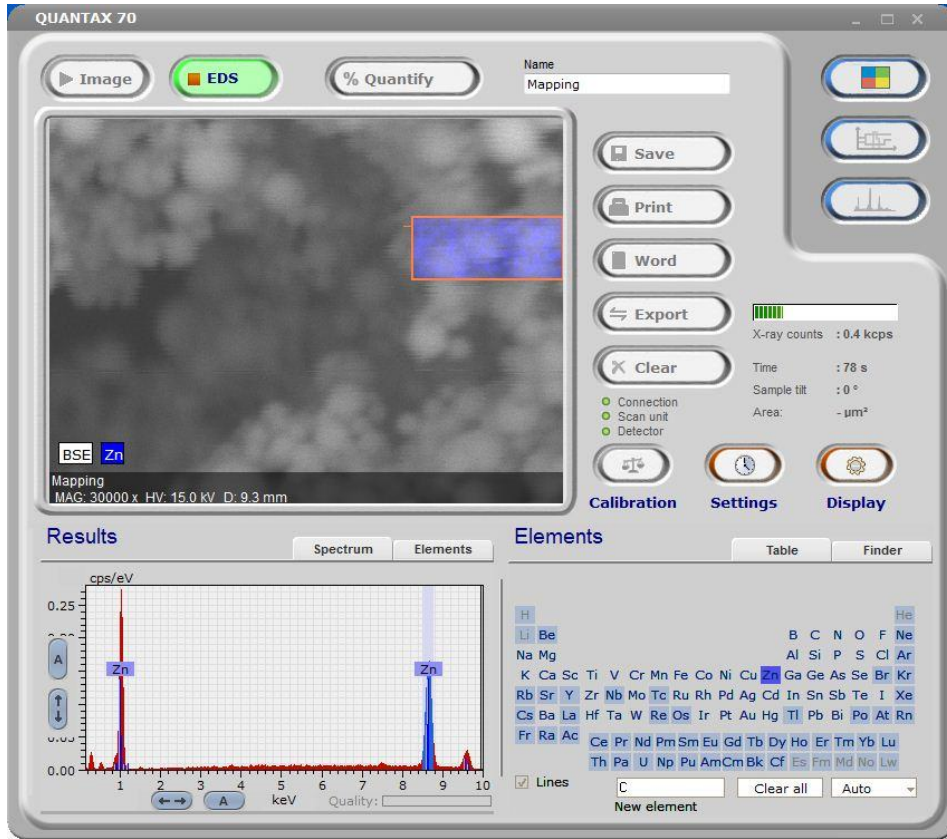 QUANTAX 70
Image
EDS
% Quantify
Name
Mapping
Save
Print
Word
Export
Clear
X-ray counts : 0.4 kcps
Time : 78 s
Sample tilt : 0 °
Area: - µm²
Connection
Scan unit
Detector
BSE Zn
Mapping
MAG: 30000 x HV: 15.0 kV D: 9.3 mm
Calibration Settings Display
Results
Spectrum Elements
cps/eV
0.25
A
Zn Zn
0.00
1 2 3 4 5 6 7 8 9 10
A keV Quality:
Elements
Table Finder
H He
Li Be B C N O F Ne
Na Mg Al Si P S Cl Ar
K Ca Sc Ti V Cr Mn Fe Co Ni Cu Zn Ga Ge As Se Br Kr
Rb Sr Y Zr Nb Mo Tc Ru Rh Pd Ag Cd In Sn Sb Te I Xe
Cs Ba La Hf Ta W Re Os Ir Pt Au Hg Tl Pb Bi Po At Rn
Fr Ra Ac
Ce Pr Nd Pm Sm Eu Gd Tb Dy Ho Er Tm Yb Lu
Th Pa U Np Pu Am Cm Bk Cf Es Fm Md No Lw
Lines
C
New element
Clear all
Auto